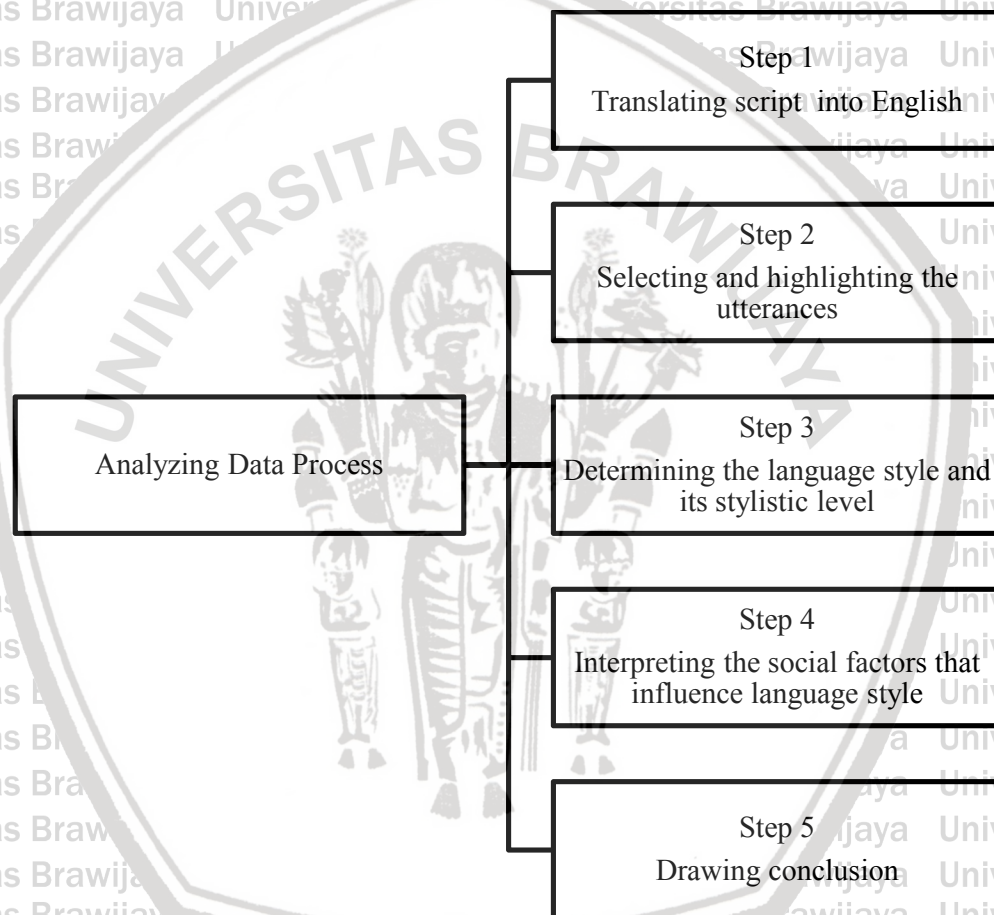 Analyzing Data Process
Step 1
Translating script into English
Step 2
Selecting and highlighting the
utterances
Step 3
Determining the language style and
its stylistic level
Step 4
Interpreting the social factors that
influence language style
Step 5
Drawing conclusion
UNIVERSITAS BRAWIJAYA